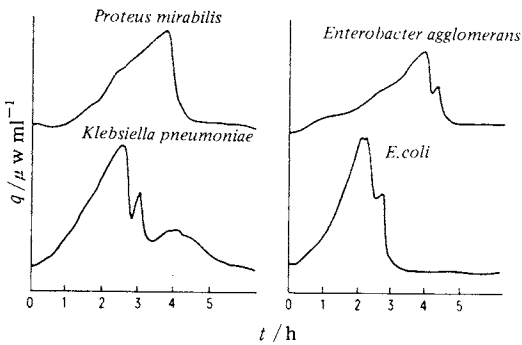 Proteus mirabilis
Enterobacter agglomerans
Klebsiella pneumoniae
E.coli
q/μ w ml⁻¹
0 1 2 3 4 5
0 1 2 3 4 5
t / h